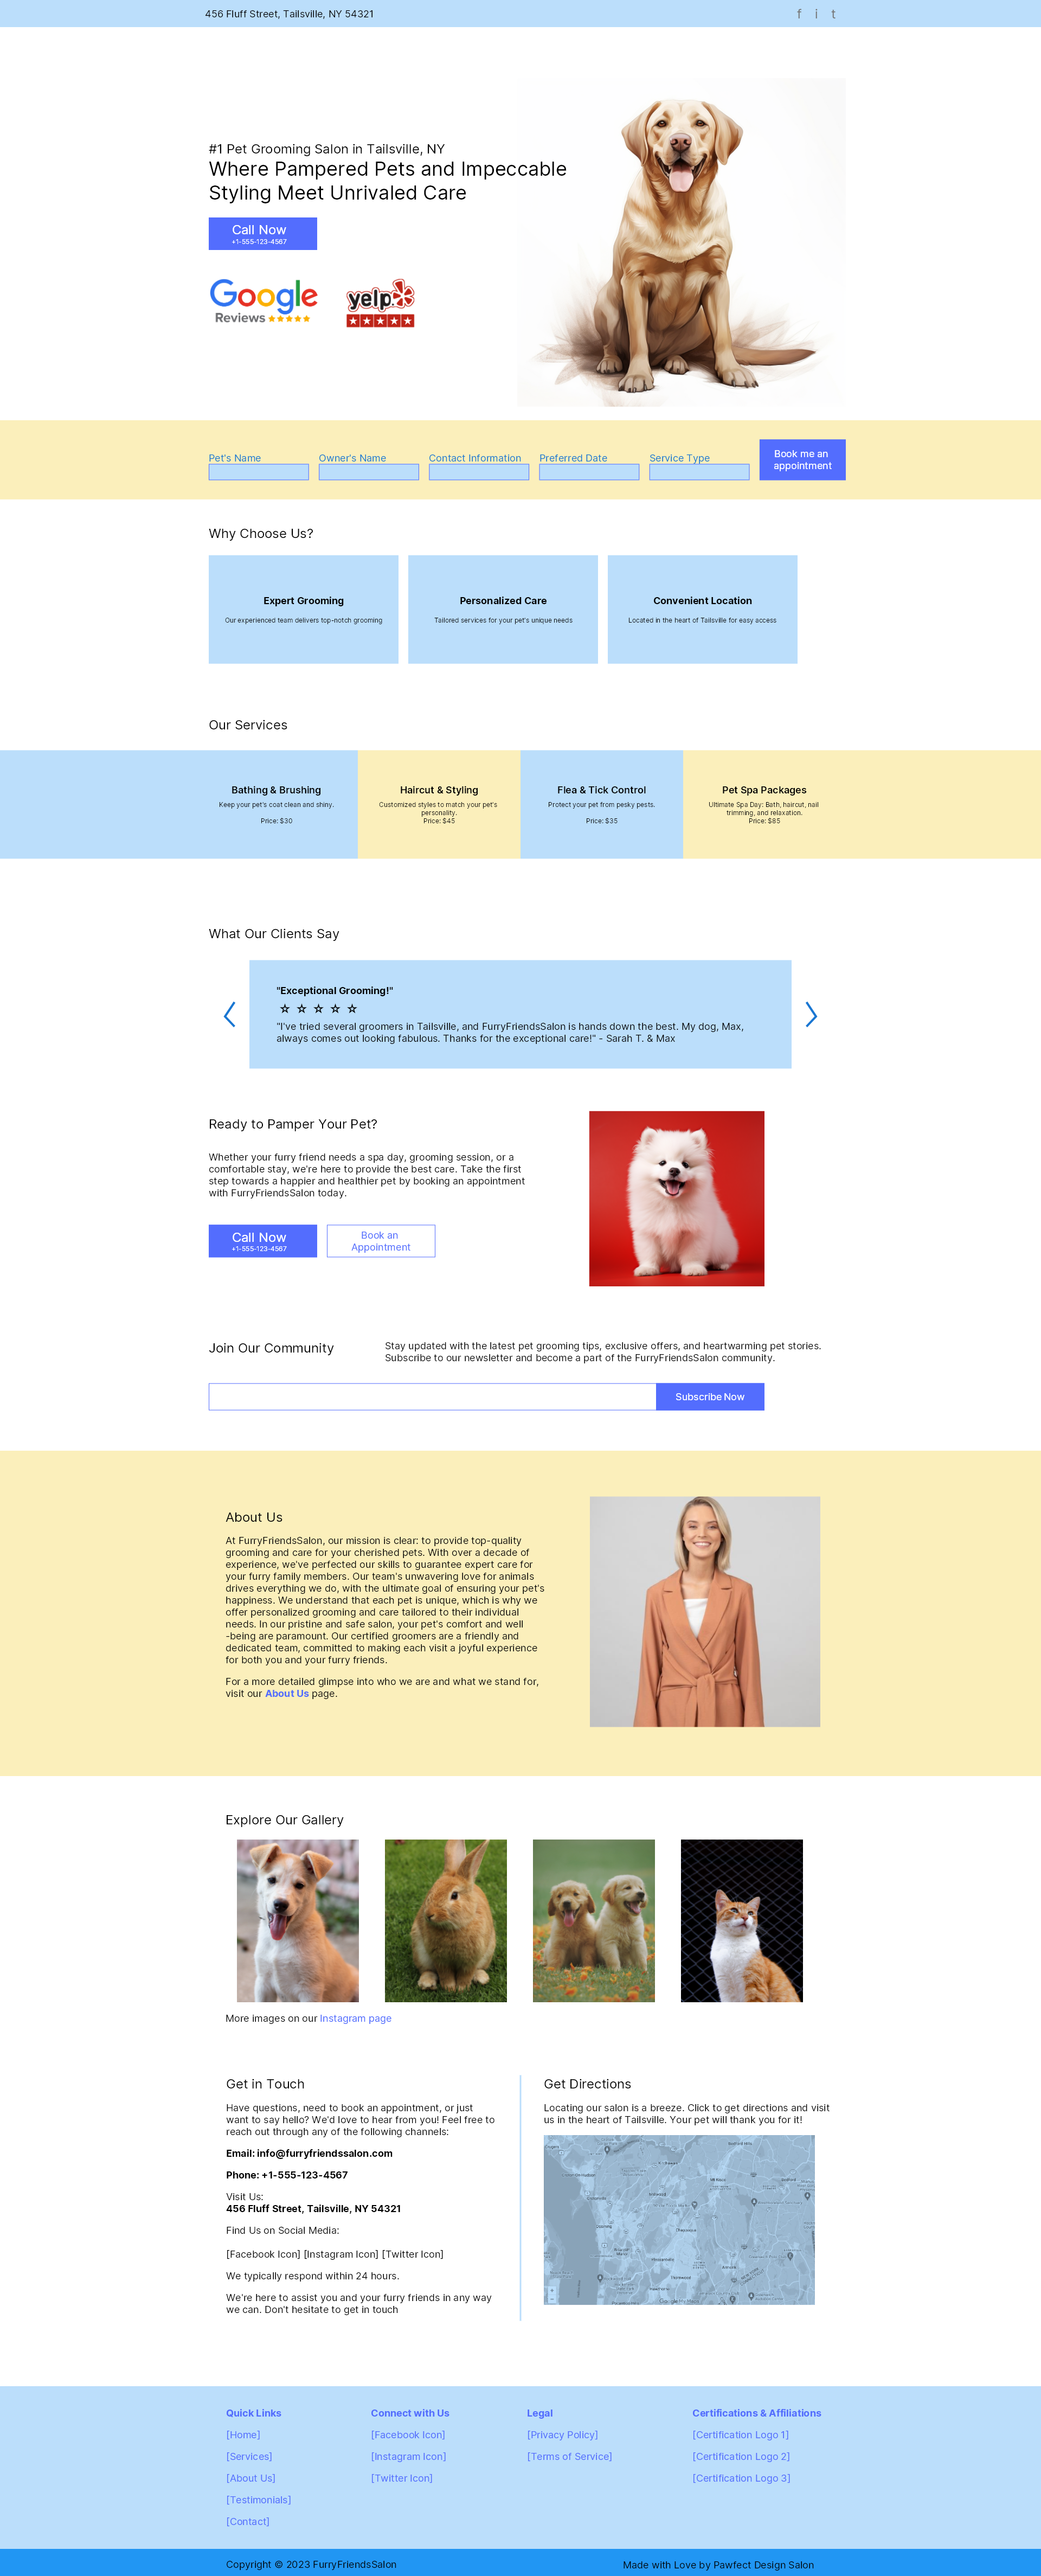 456 Fluff Street, Tailsville, NY 54321
f i t
#1 Pet Grooming Salon in Tailsville, NY
Where Pampered Pets and Impeccable
Styling Meet Unrivaled Care
Call Now
+1-555-123-4567
Google
Reviews
yelp
Pet's Name
Owner's Name
Contact Information
Preferred Date
Service Type
Book me an
appointment
Why Choose Us?
Expert Grooming
Our experienced team delivers top-notch grooming
Personalized Care
Tailored services for your pet's unique needs
Convenient Location
Located in the heart of Tailsville for easy access
Our Services
Bathing & Brushing
Keep your pet's coat clean and shiny.
Price: $30
Haircut & Styling
Customized styles to match your pet's
personality.
Price: $45
Flea & Tick Control
Protect your pet from pesky pests.
Price: $35
Pet Spa Packages
Ultimate Spa Day: Bath, haircut, nail
trimming, and relaxation.
Price: $85
What Our Clients Say
"Exceptional Grooming!"
☆ ☆ ☆ ☆ ☆
"I've tried several groomers in Tailsville, and FurryFriendsSalon is hands down the best. My dog, Max,
always comes out looking fabulous. Thanks for the exceptional care!" - Sarah T. & Max
Ready to Pamper Your Pet?
Whether your furry friend needs a spa day, grooming session, or a
comfortable stay, we're here to provide the best care. Take the first
step towards a happier and healthier pet by booking an appointment
with FurryFriendsSalon today.
Call Now
+1-555-123-4567
Book an
Appointment
Join Our Community
Stay updated with the latest pet grooming tips, exclusive offers, and heartwarming pet stories.
Subscribe to our newsletter and become a part of the FurryFriendsSalon community.
Subscribe Now
About Us
At FurryFriendsSalon, our mission is clear: to provide top-quality
grooming and care for your cherished pets. With over a decade of
experience, we've perfected our skills to guarantee expert care for
your furry family members. Our team's unwavering love for animals
drives everything we do, with the ultimate goal of ensuring your pet's
happiness. We understand that each pet is unique, which is why we
offer personalized grooming and care tailored to their individual
needs. In our pristine and safe salon, your pet's comfort and well
-being are paramount. Our certified groomers are a friendly and
dedicated team, committed to making each visit a joyful experience
for both you and your furry friends.
For a more detailed glimpse into who we are and what we stand for,
visit our About Us page.
Explore Our Gallery
More images on our Instagram page
Get in Touch
Have questions, need to book an appointment, or just
want to say hello? We'd love to hear from you! Feel free to
reach out through any of the following channels:
Email: info@furryfriendssalon.com
Phone: +1-555-123-4567
Visit Us:
456 Fluff Street, Tailsville, NY 54321
Find Us on Social Media:
[Facebook Icon] [Instagram Icon] [Twitter Icon]
We typically respond within 24 hours.
We're here to assist you and your furry friends in any way
we can. Don't hesitate to get in touch
Get Directions
Locating our salon is a breeze. Click to get directions and visit
us in the heart of Tailsville. Your pet will thank you for it!
Quick Links
[Home]
[Services]
[About Us]
[Testimonials]
[Contact]
Connect with Us
[Facebook Icon]
[Instagram Icon]
[Twitter Icon]
Legal
[Privacy Policy]
[Terms of Service]
Certifications & Affiliations
[Certification Logo 1]
[Certification Logo 2]
[Certification Logo 3]
Copyright © 2023 FurryFriendsSalon
Made with Love by Pawfect Design Salon